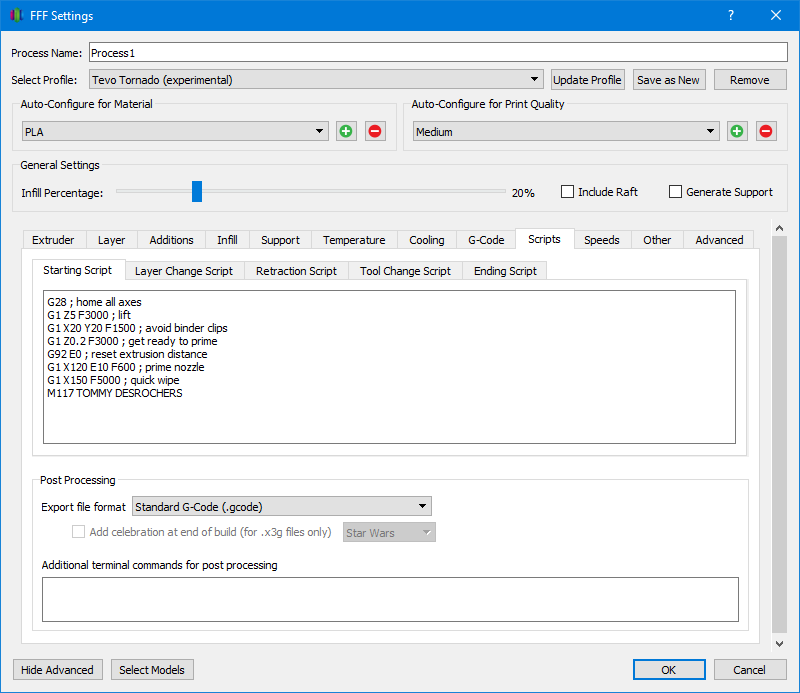 FFF Settings
Process Name: Process1
Select Profile: Tevo Tornado (experimental) Update Profile Save as New Remove
Auto-Configure for Material
PLA
Auto-Configure for Print Quality
Medium
General Settings
Infill Percentage: 20% Include Raft Generate Support
Extruder Layer Additions Infill Support Temperature Cooling G-Code Scripts Speeds Other Advanced
Starting Script Layer Change Script Retraction Script Tool Change Script Ending Script
G28 ; home all axes
G1 Z5 F3000 ; lift
G1 X20 Y20 F1500 ; avoid binder clips
G1 Z0.2 F3000 ; get ready to prime
G92 E0 ; reset extrusion distance
G1 X120 E10 F600 ; prime nozzle
G1 X150 F5000 ; quick wipe
M117 TOMMY DESROCHERS
Post Processing
Export file format Standard G-Code (.gcode)
Add celebration at end of build (for .x3g files only) Star Wars
Additional terminal commands for post processing
Hide Advanced Select Models OK Cancel